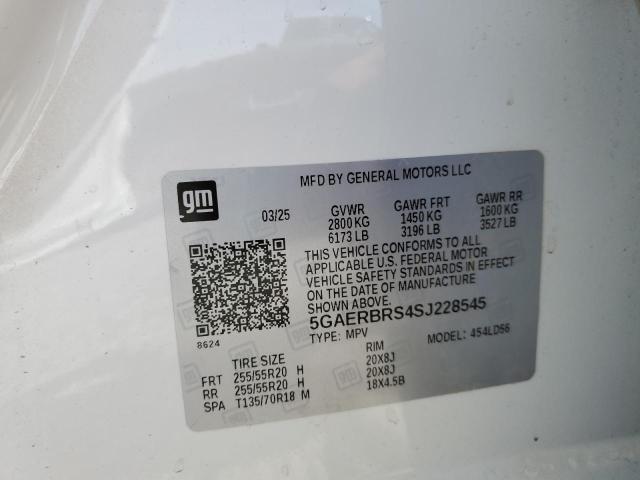 MFD BY GENERAL MOTORS LLC
gm
03/25
GVWR GAWR FRT GAWR RR
2800 KG 1450 KG 1600 KG
6173 LB 3196 LB 3527 LB
THIS VEHICLE CONFORMS TO ALL
APPLICABLE U.S. FEDERAL MOTOR
VEHICLE SAFETY STANDARDS IN EFFECT
ON THE DATE OF MANUFACTURE
SHOWN ABOVE.
8624
5GAERBRS4SJ228545
TYPE: MPV MODEL: 4S4LD56
TIRE SIZE RIM
FRT 255/55R20 H 20X8J
RR 255/55R20 H 20X8J
SPA T135/70R18 M 18X4.5B